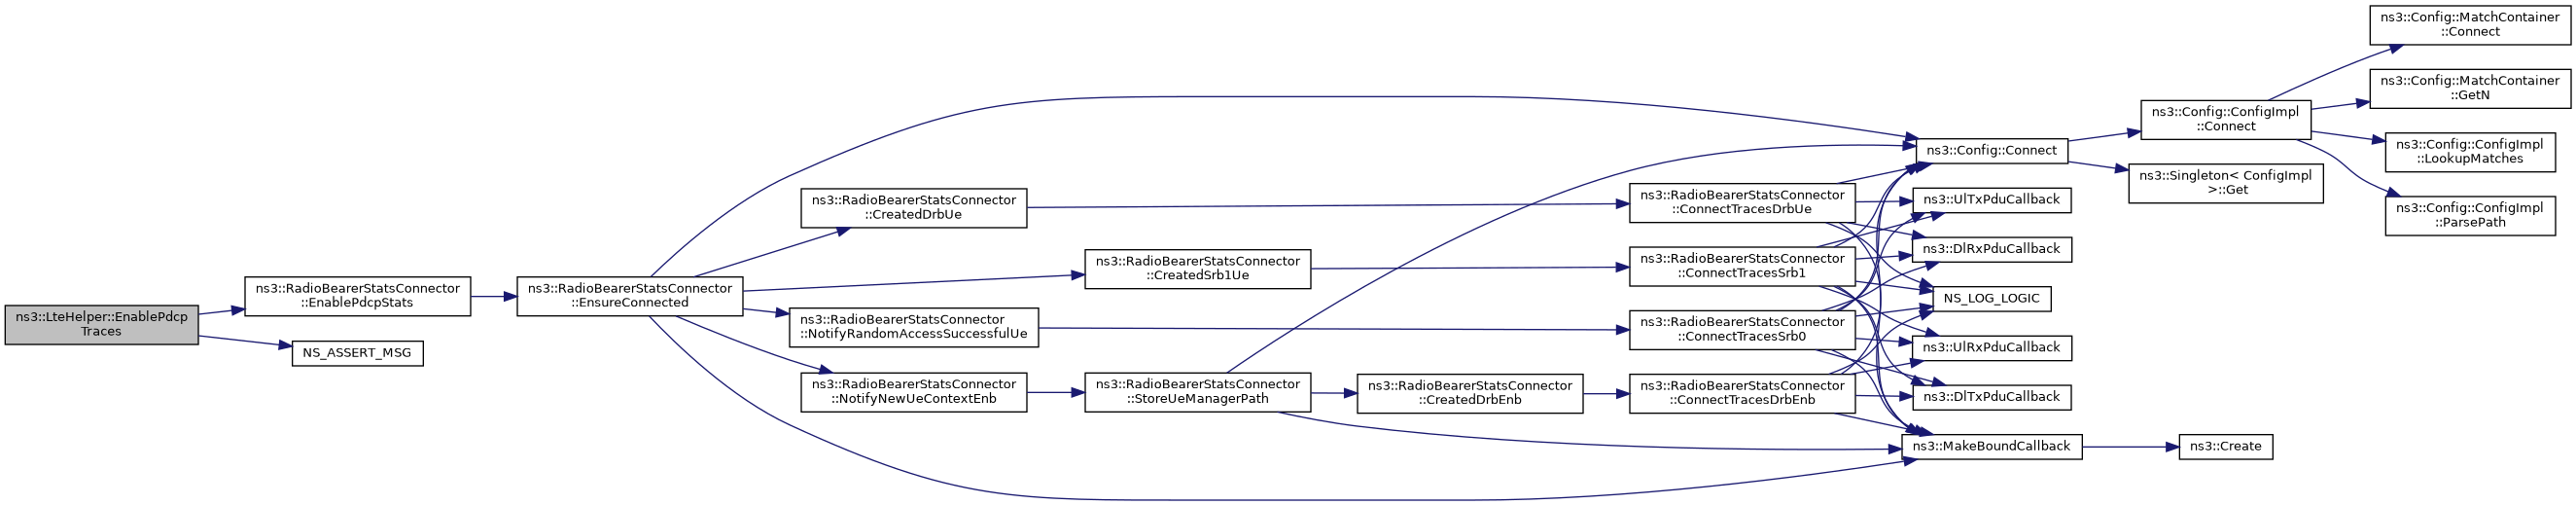 ns3::LteHelper::EnablePdcp
Traces
ns3::RadioBearerStatsConnector
::EnablePdcpStats
NS_ASSERT_MSG
ns3::RadioBearerStatsConnector
::EnsureConnected
ns3::RadioBearerStatsConnector
::CreatedDrbUe
ns3::RadioBearerStatsConnector
::CreatedSrb1Ue
ns3::RadioBearerStatsConnector
::NotifyRandomAccessSuccessfulUe
ns3::RadioBearerStatsConnector
::NotifyNewUeContextEnb
ns3::RadioBearerStatsConnector
::StoreUeManagerPath
ns3::RadioBearerStatsConnector
::CreatedDrbEnb
ns3::RadioBearerStatsConnector
::ConnectTracesDrbUe
ns3::RadioBearerStatsConnector
::ConnectTracesSrb1
ns3::RadioBearerStatsConnector
::ConnectTracesSrb0
ns3::RadioBearerStatsConnector
::ConnectTracesDrbEnb
ns3::Config::Connect
ns3::UlTxPduCallback
ns3::DlRxPduCallback
NS_LOG_LOGIC
ns3::UlRxPduCallback
ns3::DlTxPduCallback
ns3::MakeBoundCallback
ns3::Config::ConfigImpl
::Connect
ns3::Singleton< ConfigImpl
>::Get
ns3::Create
ns3::Config::MatchContainer
::Connect
ns3::Config::MatchContainer
::GetN
ns3::Config::ConfigImpl
::LookupMatches
ns3::Config::ConfigImpl
::ParsePath